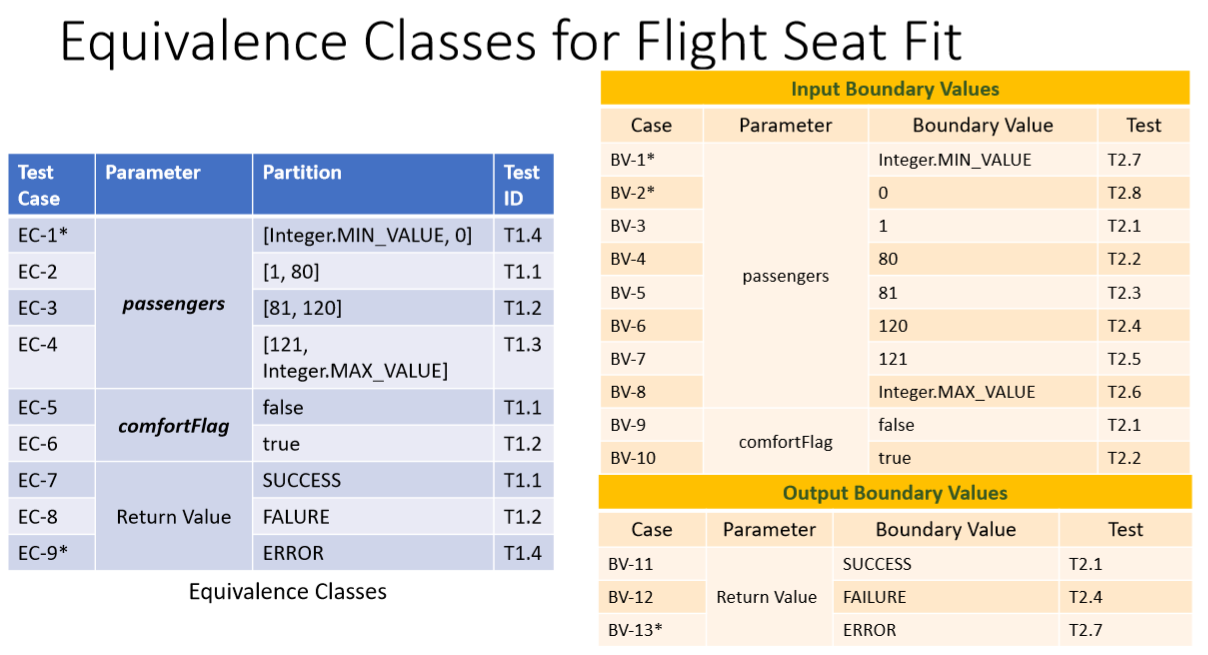 Equivalence Classes for Flight Seat Fit
Test Case Parameter Partition Test ID
EC-1* passengers [Integer.MIN_VALUE, 0] T1.4
EC-2 [1, 80] T1.1
EC-3 [81, 120] T1.2
EC-4 [121, Integer.MAX_VALUE] T1.3
EC-5 comfortFlag false T1.1
EC-6 true T1.2
EC-7 Return Value SUCCESS T1.1
EC-8 FALURE T1.2
EC-9* ERROR T1.4
Equivalence Classes
Input Boundary Values
Case Parameter Boundary Value Test
BV-1* passengers Integer.MIN_VALUE T2.7
BV-2* 0 T2.8
BV-3 1 T2.1
BV-4 80 T2.2
BV-5 81 T2.3
BV-6 120 T2.4
BV-7 121 T2.5
BV-8 Integer.MAX_VALUE T2.6
BV-9 comfortFlag false T2.1
BV-10 true T2.2
Output Boundary Values
Case Parameter Boundary Value Test
BV-11 Return Value SUCCESS T2.1
BV-12 FAILURE T2.4
BV-13* ERROR T2.7